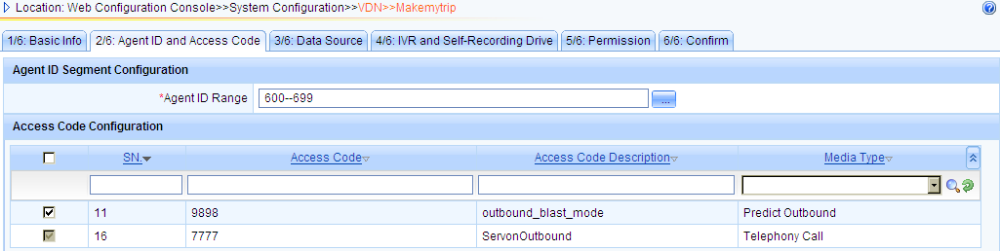 Location: Web Configuration Console>>System Configuration>>VDN>>Makemytrip
1/6: Basic Info 2/6: Agent ID and Access Code 3/6: Data Source 4/6: IVR and Self-Recording Drive 5/6: Permission 6/6: Confirm
Agent ID Segment Configuration
*Agent ID Range 600--699 ...
Access Code Configuration
SN. Access Code Access Code Description Media Type
11 9898 outbound_blast_mode Predict Outbound
16 7777 ServonOutbound Telephony Call